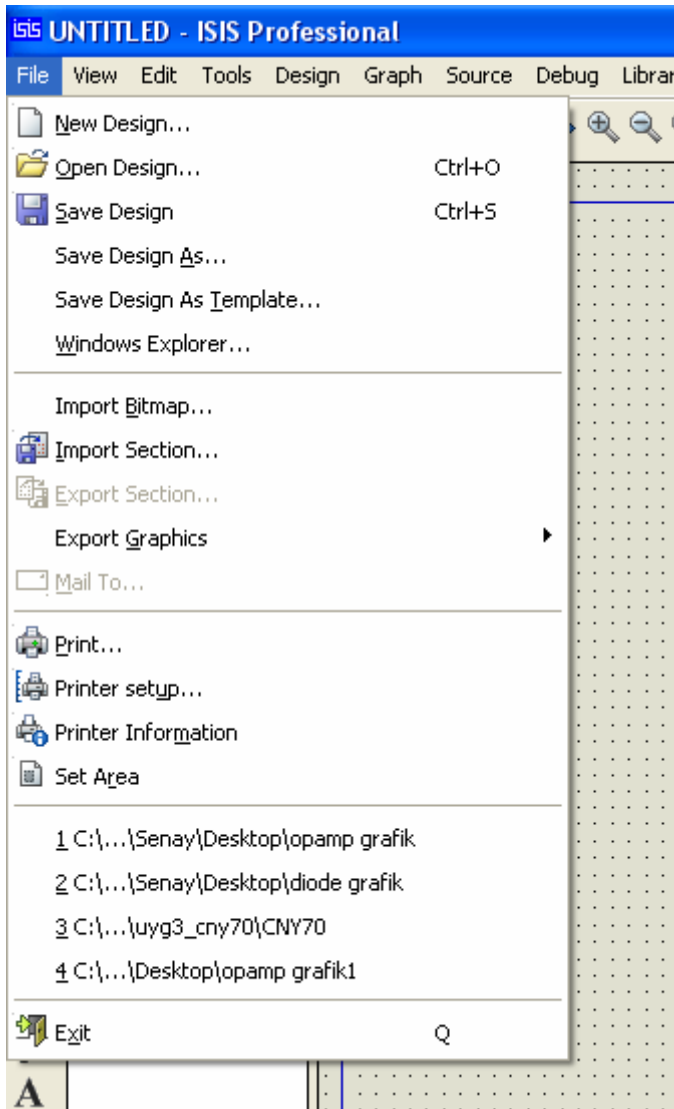 isis UNTITLED - ISIS Professional
File View Edit Tools Design Graph Source Debug Librar
New Design...
Open Design... Ctrl+O
Save Design Ctrl+S
Save Design As...
Save Design As Template...
Windows Explorer...
Import Bitmap...
Import Section...
Export Section...
Export Graphics
Mail To...
Print...
Printer setup...
Printer Information
Set Area
1 C:\...\Senay\Desktop\opamp grafik
2 C:\...\Senay\Desktop\diode grafik
3 C:\...\uyg3_cny70\CNY70
4 C:\...\Desktop\opamp grafik1
Exit Q
A